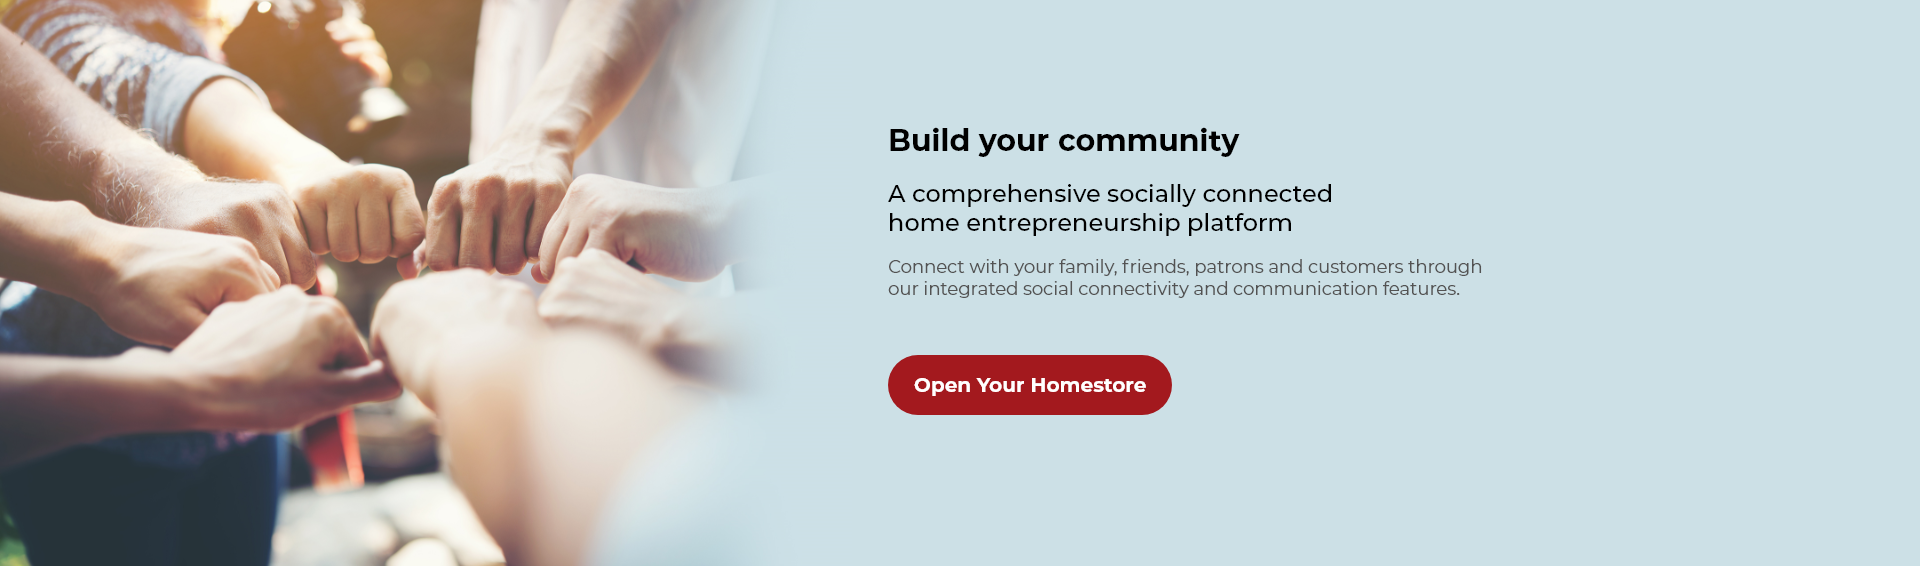 Build your community
A comprehensive socially connected
home entrepreneurship platform
Connect with your family, friends, patrons and customers through
our integrated social connectivity and communication features.
Open Your Homestore